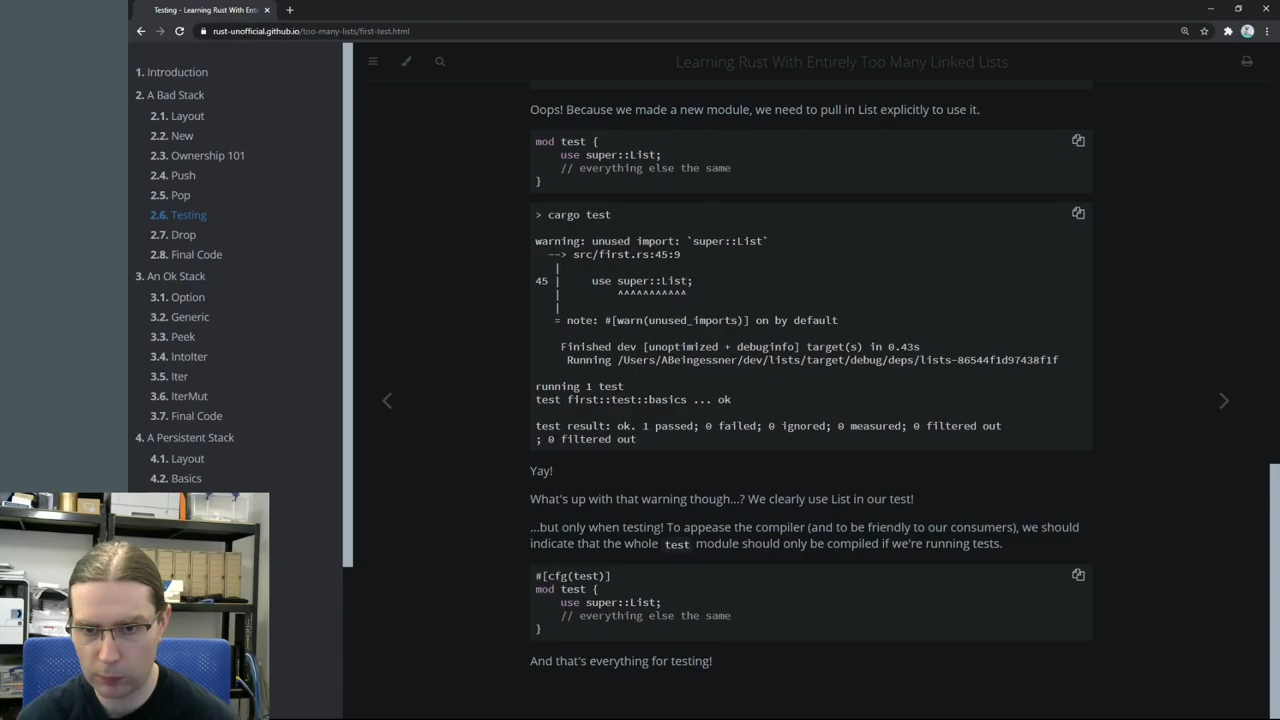 Testing - Learning Rust With Enti
rust-unofficial.github.io/too-many-lists/first-test.html
1. Introduction
2. A Bad Stack
2.1. Layout
2.2. New
2.3. Ownership 101
2.4. Push
2.5. Pop
2.6. Testing
2.7. Drop
2.8. Final Code
3. An Ok Stack
3.1. Option
3.2. Generic
3.3. Peek
3.4. IntoIter
3.5. Iter
3.6. IterMut
3.7. Final Code
4. A Persistent Stack
4.1. Layout
4.2. Basics
Learning Rust With Entirely Too Many Linked Lists
Oops! Because we made a new module, we need to pull in List explicitly to use it.
mod test {
use super::List;
// everything else the same
}
> cargo test
warning: unused import: `super::List`
--> src/first.rs:45:9
|
45 | use super::List;
| ^^^^^^^^^^^
|
= note: #[warn(unused_imports)] on by default
Finished dev [unoptimized + debuginfo] target(s) in 0.43s
Running /Users/ABeingessner/dev/lists/target/debug/deps/lists-86544f1d97438f1f
running 1 test
test first::test::basics ... ok
test result: ok. 1 passed; 0 failed; 0 ignored; 0 measured; 0 filtered out
; 0 filtered out
Yay!
What's up with that warning though...? We clearly use List in our test!
...but only when testing! To appease the compiler (and to be friendly to our consumers), we should
indicate that the whole test module should only be compiled if we're running tests.
#[cfg(test)]
mod test {
use super::List;
// everything else the same
}
And that's everything for testing!